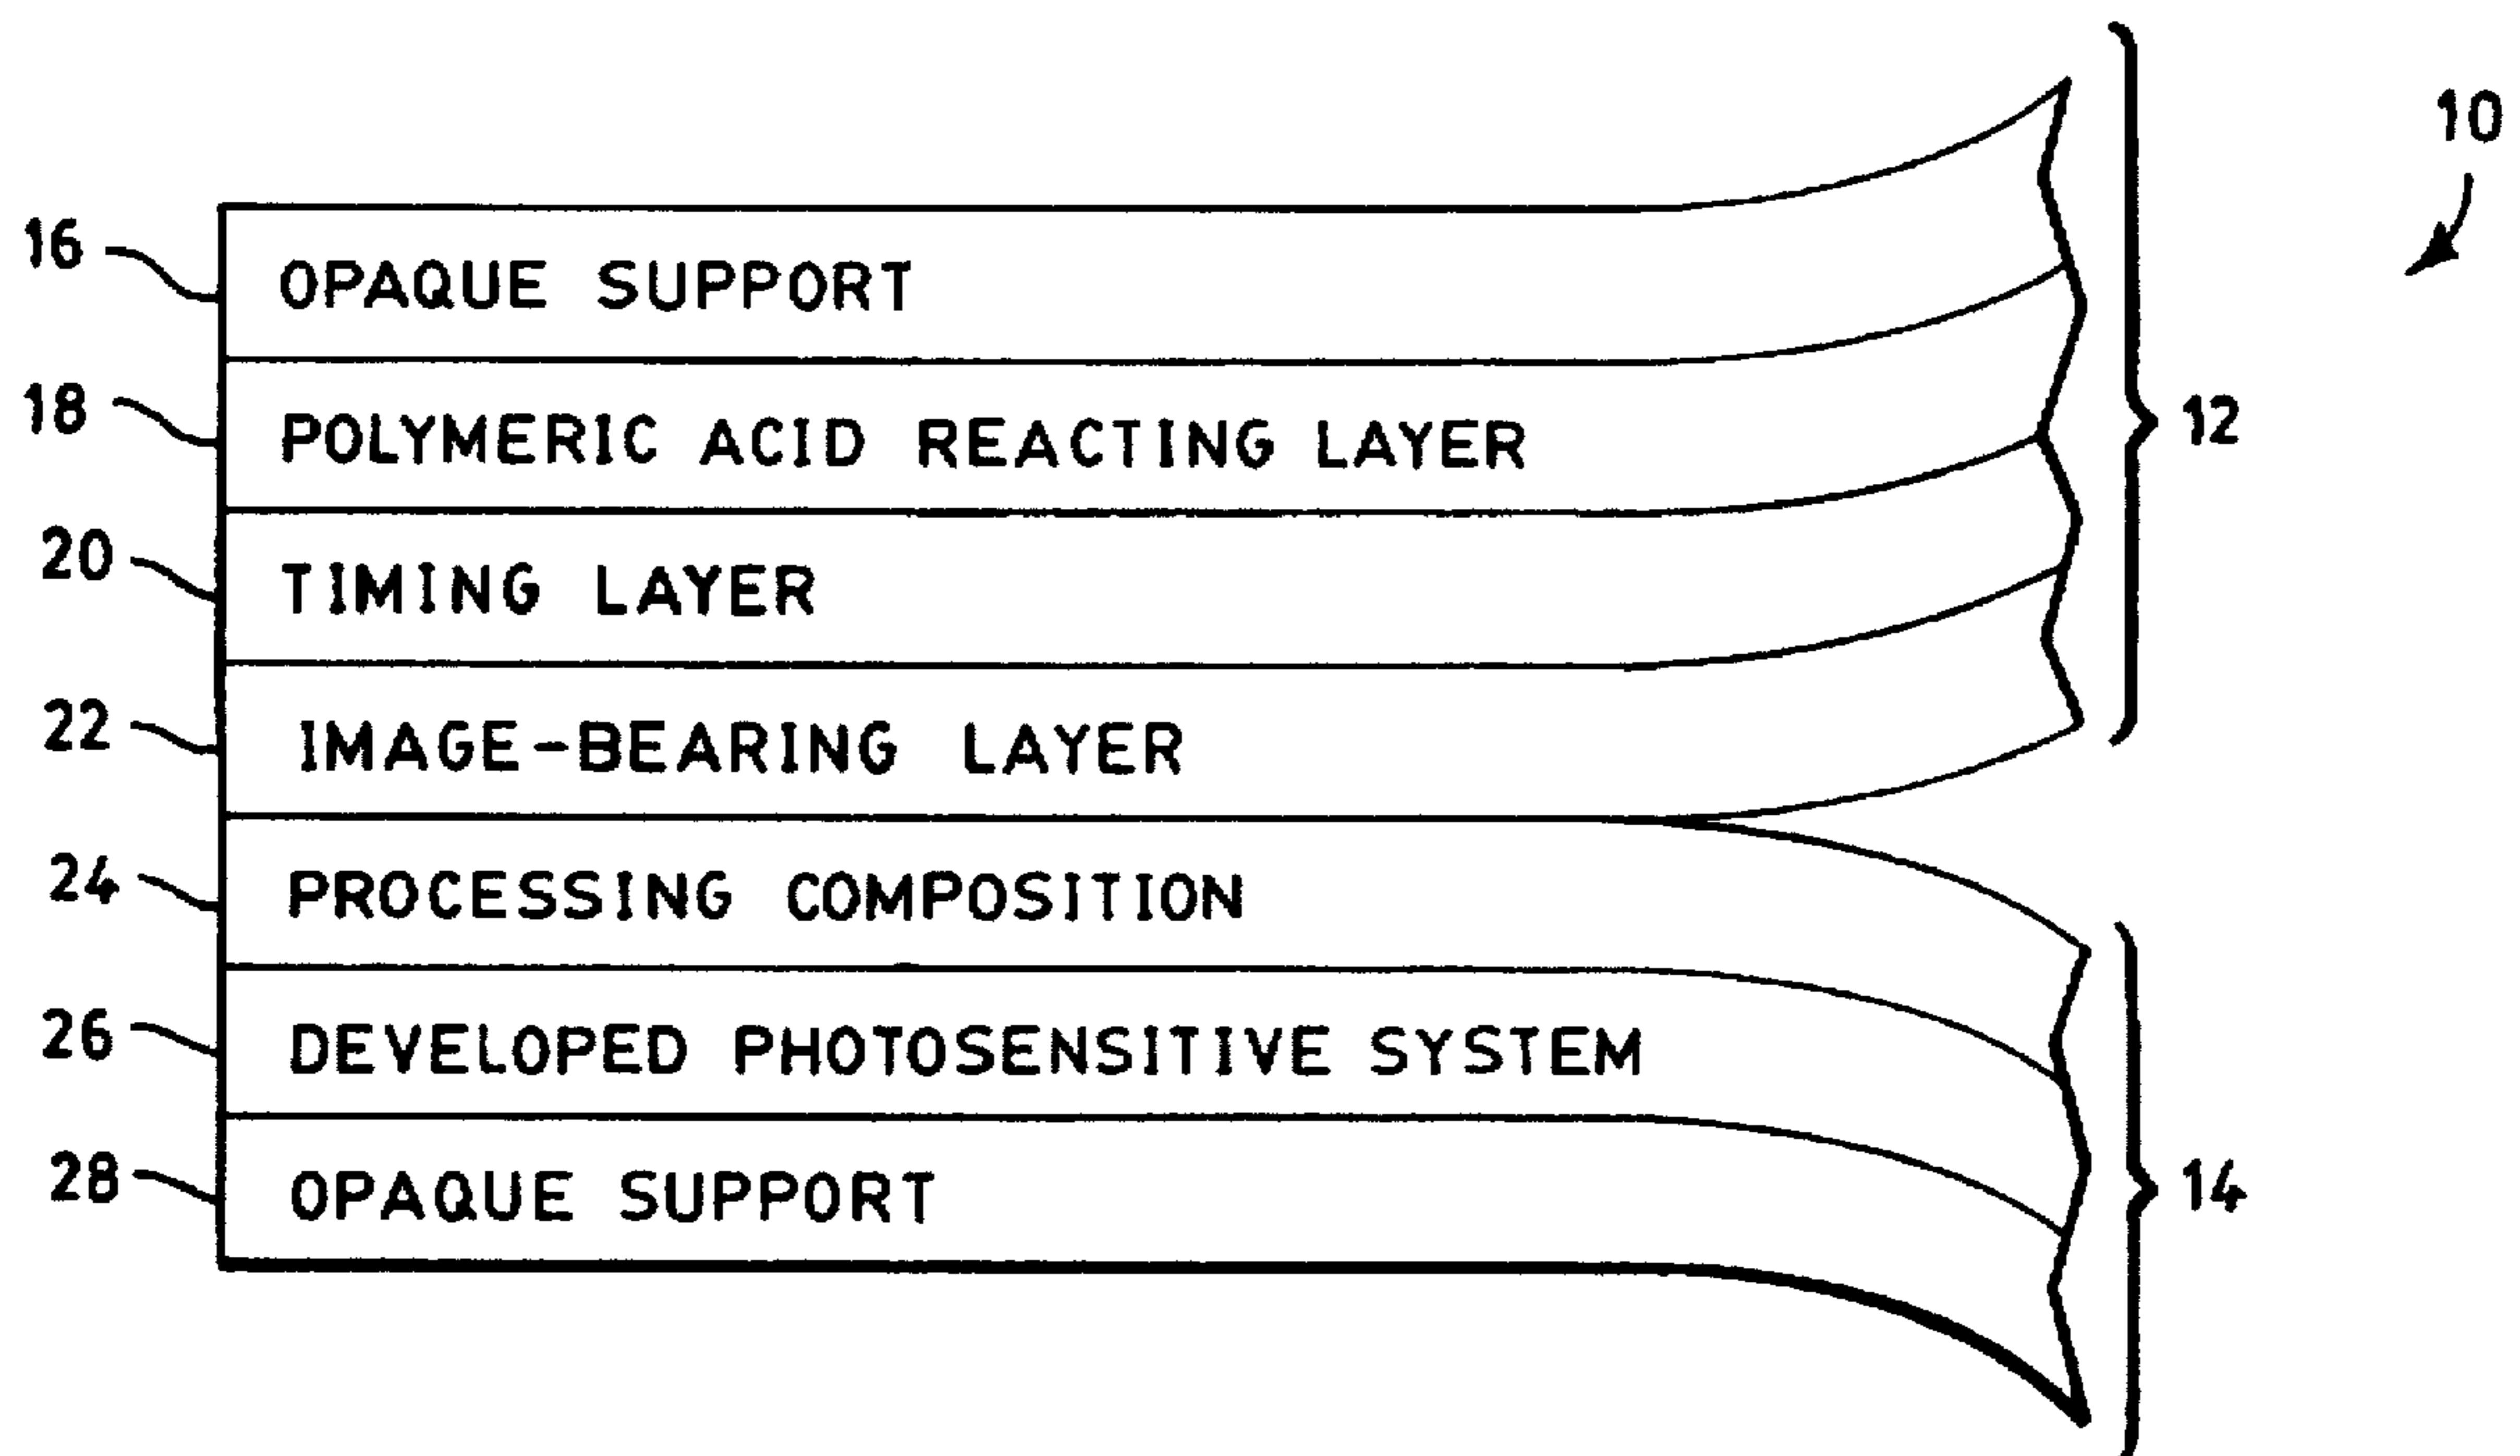 10
16 OPAQUE SUPPORT
18 POLYMERIC ACID REACTING LAYER
12
20 TIMING LAYER
22 IMAGE-BEARING LAYER
24 PROCESSING COMPOSITION
26 DEVELOPED PHOTOSENSITIVE SYSTEM
28 OPAQUE SUPPORT
14